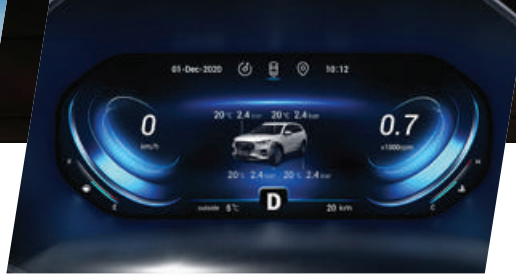 01-Dec-2020 10:12
20 ℃ 2.4 bar 20 ℃ 2.4 bar
0 0.7
km/h x1000rpm
20 ℃ 2.4 bar 20 ℃ 2.4 bar
F H
E C
D
outside 6℃ 20 km